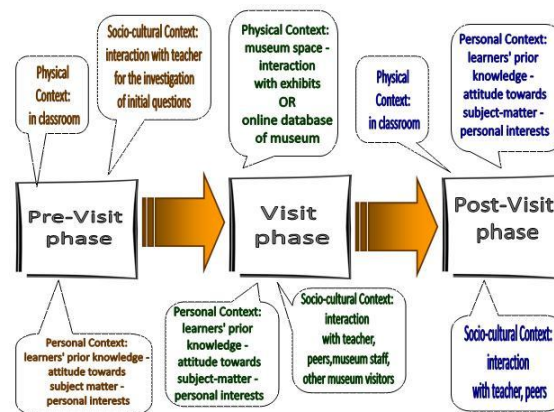 Physical
Context:
in classroom
Socio-cultural Context:
interaction with teacher
for the investigation
of initial questions
Physical Context:
museum space -
interaction
with exhibits
OR
online database
of museum
Physical
Context:
in classroom
Personal Context:
learners' prior
knowledge -
attitude towards
subject-matter -
personal interests
Pre-Visit
phase
Visit
phase
Post-Visit
phase
Personal Context:
learners' prior knowledge -
attitude towards
subject matter -
personal interests
Personal Context:
learners' prior
knowledge -
attitude towards
subject-matter -
personal interests
Socio-cultural Context:
interaction
with teacher,
peers,museum staff,
other museum visitors
Socio-cultural Context:
interaction
with teacher, peers